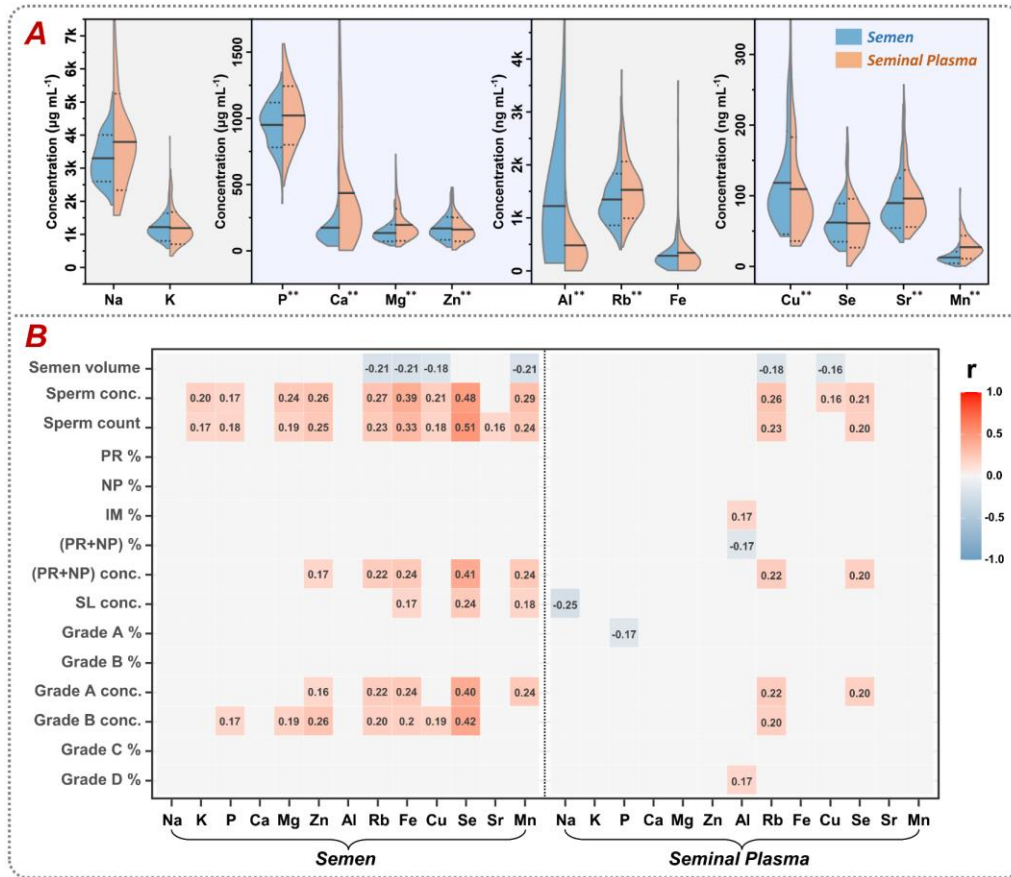 A
Concentration (µg mL⁻¹)
7k
6k
5k
4k
3k
2k
1k
0
Na K
Concentration (µg mL⁻¹)
1500
1000
500
0
P** Ca** Mg** Zn**
Concentration (ng mL⁻¹)
4k
3k
2k
1k
0
Al** Rb** Fe
Concentration (ng mL⁻¹)
300
200
100
0
Cu** Se Sr** Mn**
Semen
Seminal Plasma
B
Semen volume -0.21 -0.21 -0.18 -0.21 -0.18 -0.16
Sperm conc. 0.20 0.17 0.24 0.26 0.27 0.39 0.21 0.48 0.29 0.26 0.16 0.21
Sperm count 0.17 0.18 0.19 0.25 0.23 0.33 0.18 0.51 0.16 0.24 0.23 0.20
PR %
NP %
IM % 0.17
(PR+NP) % -0.17
(PR+NP) conc. 0.17 0.22 0.24 0.41 0.24 0.22 0.20
SL conc. 0.17 0.24 0.18 -0.25
Grade A % -0.17
Grade B %
Grade A conc. 0.16 0.22 0.24 0.40 0.24 0.22 0.20
Grade B conc. 0.17 0.19 0.26 0.20 0.2 0.19 0.42 0.20
Grade C %
Grade D % 0.17
Na K P Ca Mg Zn Al Rb Fe Cu Se Sr Mn Na K P Ca Mg Zn Al Rb Fe Cu Se Sr Mn
Semen Seminal Plasma
r
1.0
0.5
0.0
-0.5
-1.0